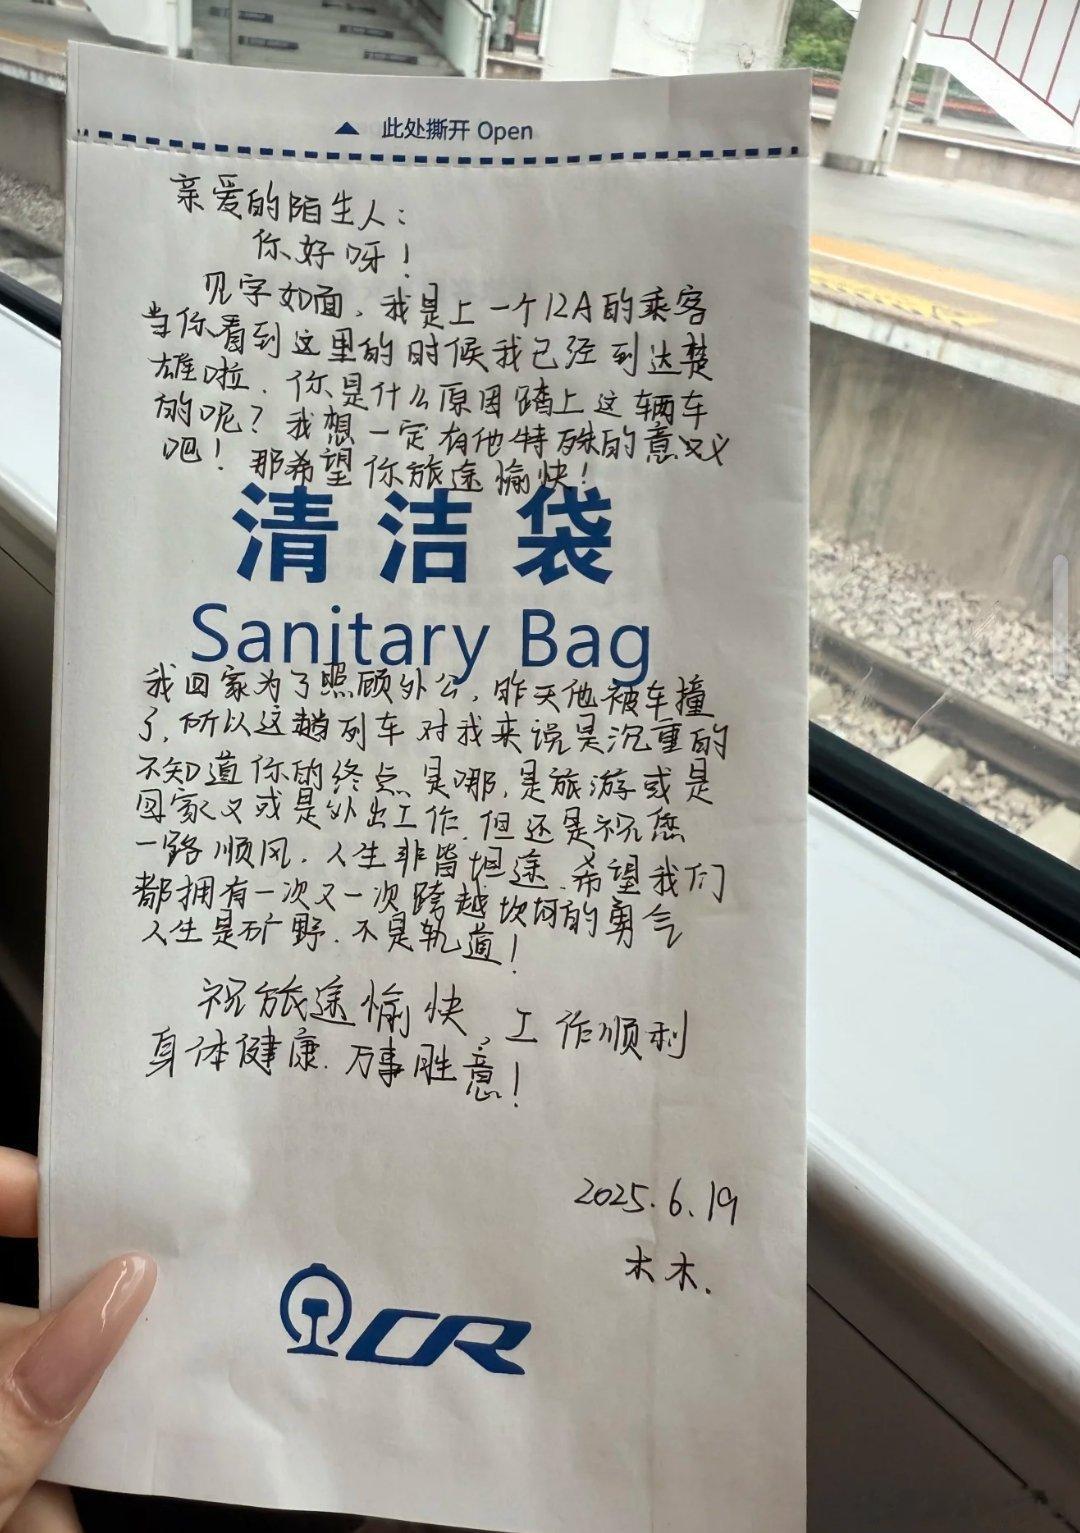 ▲ 此处撕开 Open
亲爱的陌生人：
你好呀！
见字如面，我是上一个12A的乘客
当你看到这里的时候我已经到达楚
雄啦．你是什么原因踏上这辆车
的呢？我想一定有他特殊的意义
吧！那希望你旅途愉快！
清洁袋
Sanitary Bag
我回家为了照顾外公，昨天他被车撞
了，所以这趟列车对我来说是沉重的
不知道你的终点是哪，是旅游或是
回家又或是外出工作．但还是祝您
一路顺风．人生非皆坦途．希望我们
都拥有一次又一次跨越坎坷的勇气
人生是旷野．不是轨道！
祝旅途愉快，工作顺利
身体健康．万事胜意！
2025.6.19
木木．
CR